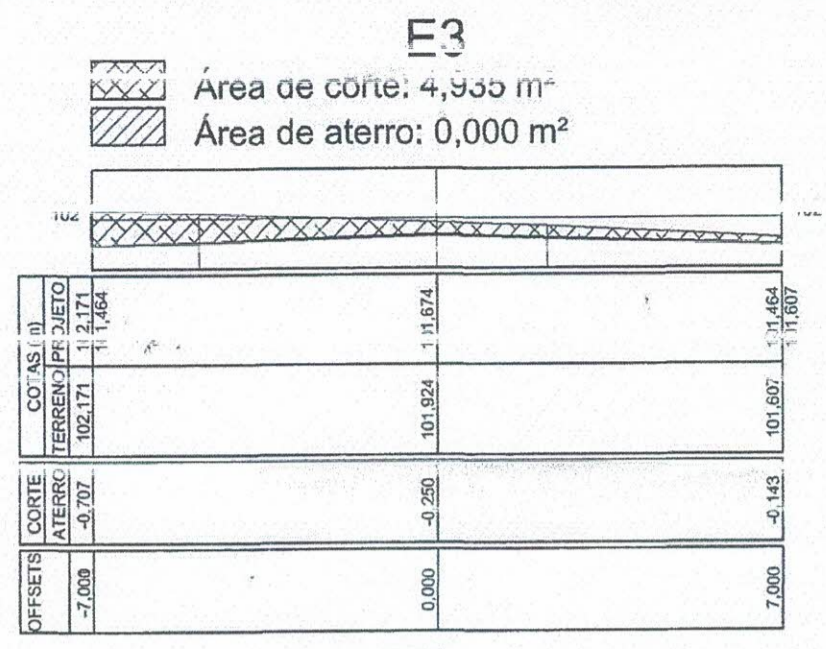 E3
Área de corte: 4,935 m²
Área de aterro: 0,000 m²
102
102
COTAS (m)
PROJETO
102,171
101,464
101,674
101,464
101,607
TERRENO
102,171
101,924
101,607
CORTE
ATERRO
-0,707
-0,250
-0,143
OFFSETS
-7,000
0,000
7,000